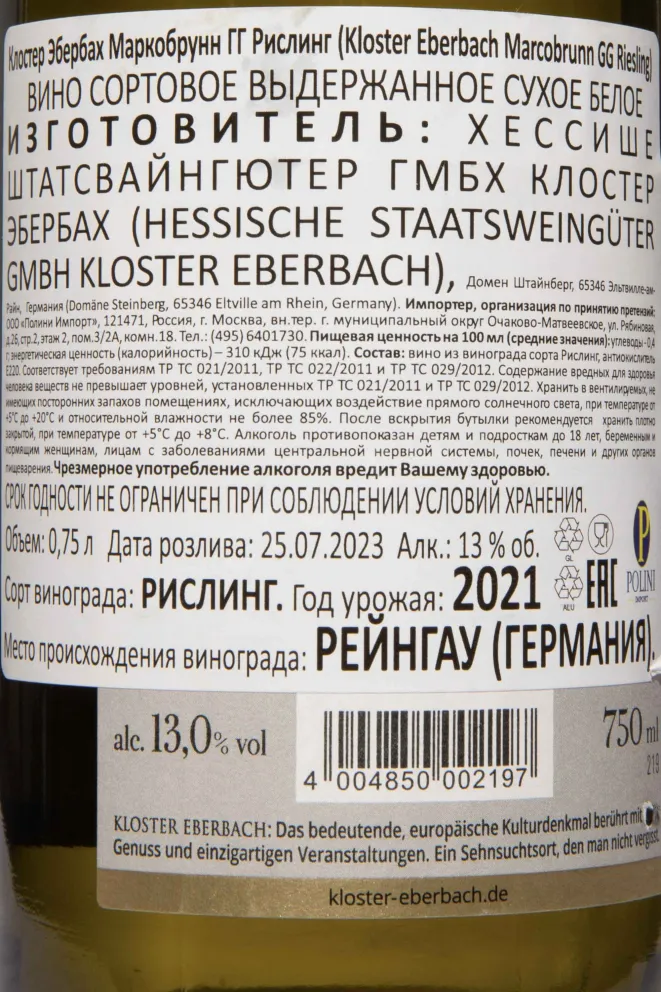 Клостер Эбербах Маркобрунн ГГ Рислинг (Kloster Eberbach Marcobrunn GG Riesling)
ВИНО СОРТОВОЕ ВЫДЕРЖАННОЕ СУХОЕ БЕЛОЕ
ИЗГОТОВИТЕЛЬ: ХЕССИШЕ
ШТАТСВАЙНГЮТЕР ГМБХ КЛОСТЕР
ЭБЕРБАХ (HESSISCHE STAATSWEINGÜTER
GMBH KLOSTER EBERBACH), Домен Штайнберг, 65346 Эльтвилле-ам-
Райн, Германия (Domäne Steinberg, 65346 Eltville am Rhein, Germany). Импортер, организация по принятию претензий:
ООО «Полини Импорт», 121471, Россия, г. Москва, вн.тер. г. муниципальный округ Очаково-Матвеевское, ул. Рябиновая,
д.26, стр.2, этаж 2, пом.3/2А, комн.18. Тел.: (495) 6401730. Пищевая ценность на 100 мл (средние значения): углеводы - 0,4
г; энергетическая ценность (калорийность) – 310 кДж (75 ккал). Состав: вино из винограда сорта Рислинг, антиокислитель
Е220. Соответствует требованиям ТР ТС 021/2011, ТР ТС 022/2011 и ТР ТС 029/2012. Содержание вредных для здоровья
человека веществ не превышает уровней, установленных ТР ТС 021/2011 и ТР ТС 029/2012. Хранить в вентилируемых, не
имеющих посторонних запахов помещениях, исключающих воздействие прямого солнечного света, при температуре от
+5°С до +20°С и относительной влажности не более 85%. После вскрытия бутылки рекомендуется хранить плотно
закрытой, при температуре от +5°С до +8°С. Алкоголь противопоказан детям и подросткам до 18 лет, беременным и
кормящим женщинам, лицам с заболеваниями центральной нервной системы, почек, печени и других органов
пищеварения. Чрезмерное употребление алкоголя вредит Вашему здоровью.
СРОК ГОДНОСТИ НЕ ОГРАНИЧЕН ПРИ СОБЛЮДЕНИИ УСЛОВИЙ ХРАНЕНИЯ.
Объем: 0,75 л Дата розлива: 25.07.2023 Алк.: 13 % об.
GL
Сорт винограда: РИСЛИНГ. Год урожая: 2021
ALU
EAC
P
POLINI
IMPORT
Место происхождения винограда: РЕЙНГАУ (ГЕРМАНИЯ).
alc. 13,0% vol
4 004850 002197
750 ml
219
KLOSTER EBERBACH: Das bedeutende, europäische Kulturdenkmal berührt mit
Genuss und einzigartigen Veranstaltungen. Ein Sehnsuchtsort, den man nicht vergisst.
kloster-eberbach.de